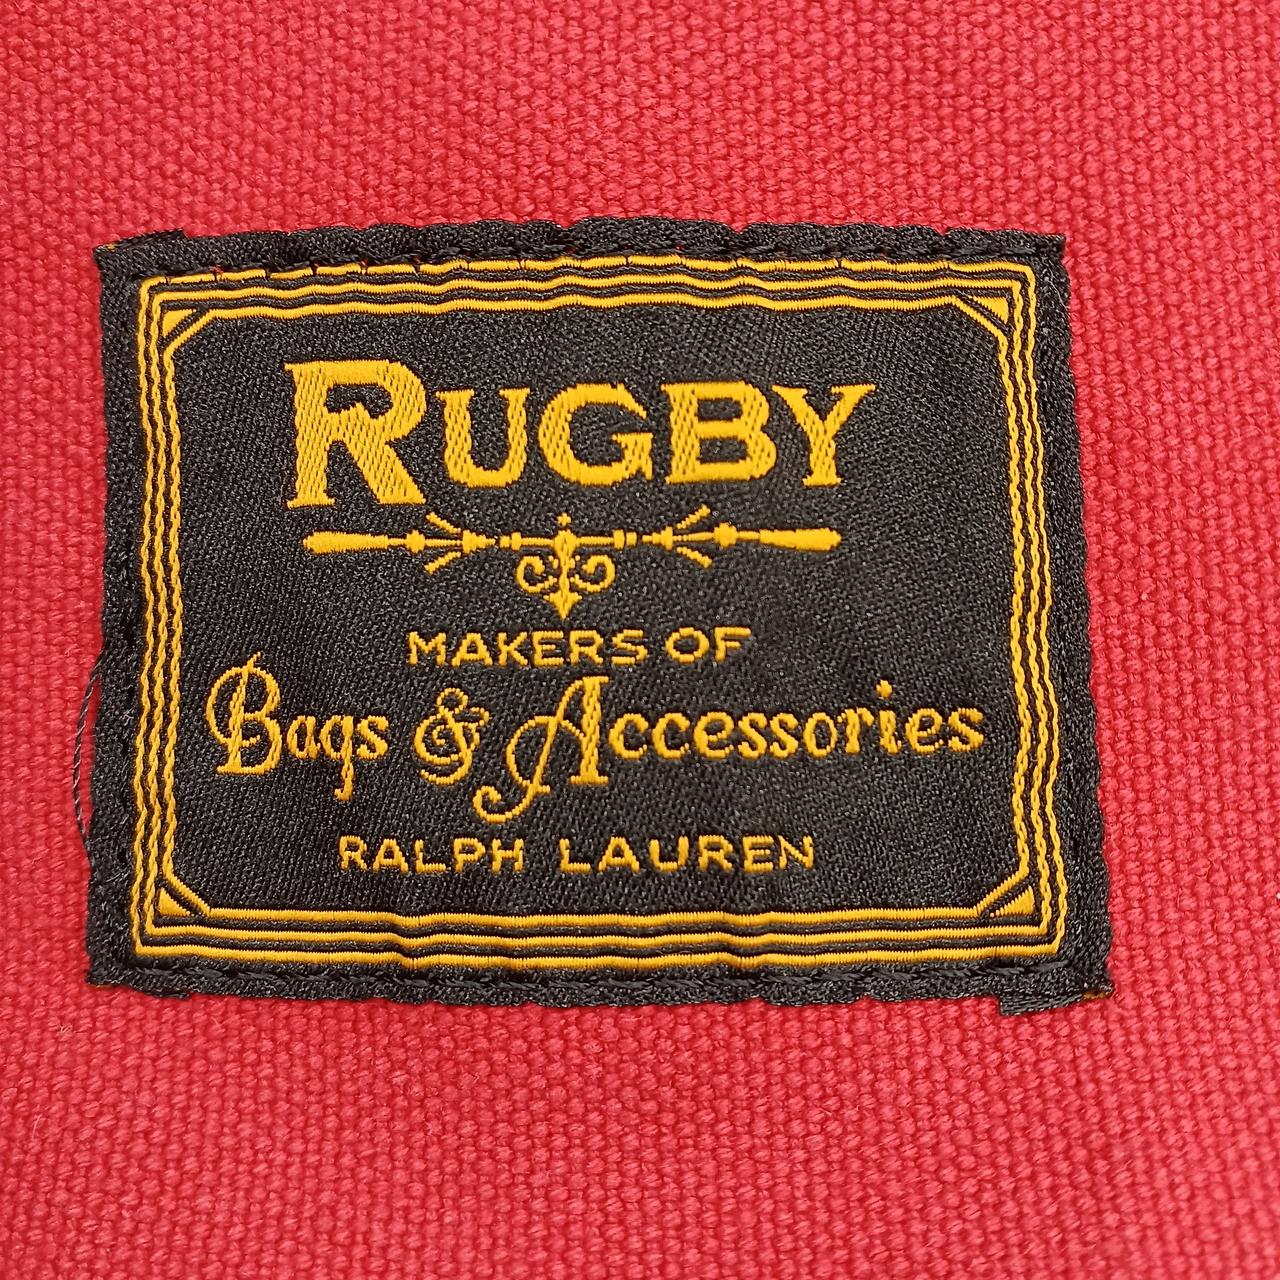 RUGBY
MAKERS OF
Bags & Accessories
RALPH LAUREN